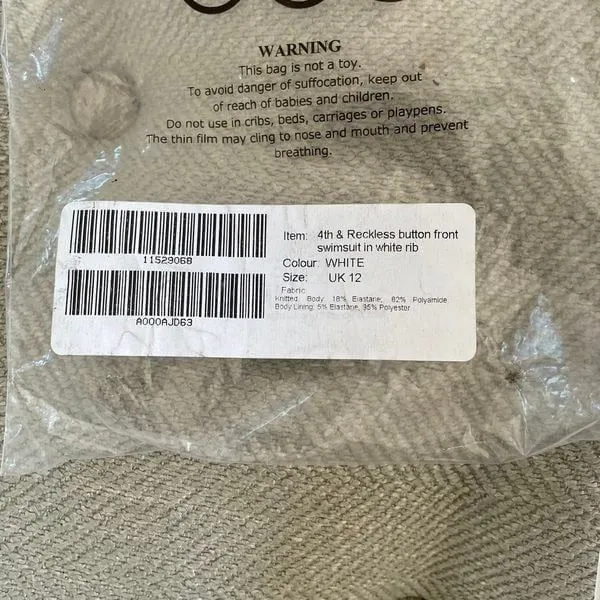 WARNING
This bag is not a toy.
To avoid danger of suffocation, keep out
of reach of babies and children.
Do not use in cribs, beds, carriages or playpens.
The thin film may cling to nose and mouth and prevent
breathing.
11529068
A000AJD63
Item: 4th & Reckless button front
swimsuit in white rib
Colour: WHITE
Size: UK 12
Fabric:
Knitted. Body: 18% Elastane, 82% Polyamide.
Body Lining: 5% Elastane, 95% Polyester.